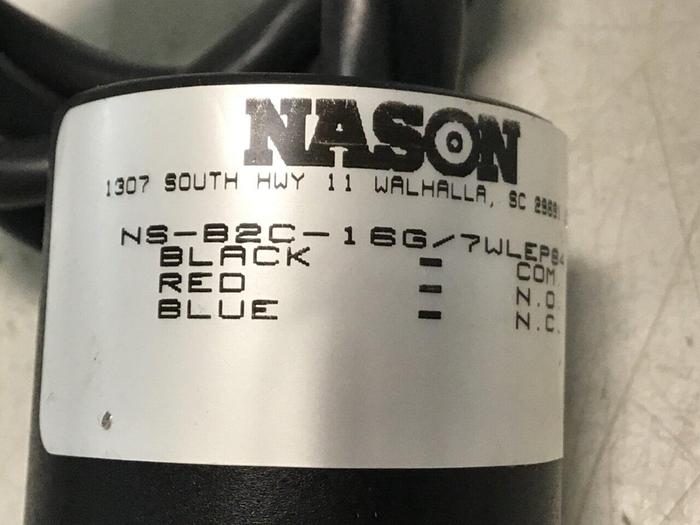 NASON
1307 SOUTH HWY 11 WALHALLA, SC
NS-B2C-16G/7WLEP84
BLACK = COM.
RED = N.O.
BLUE = N.C.